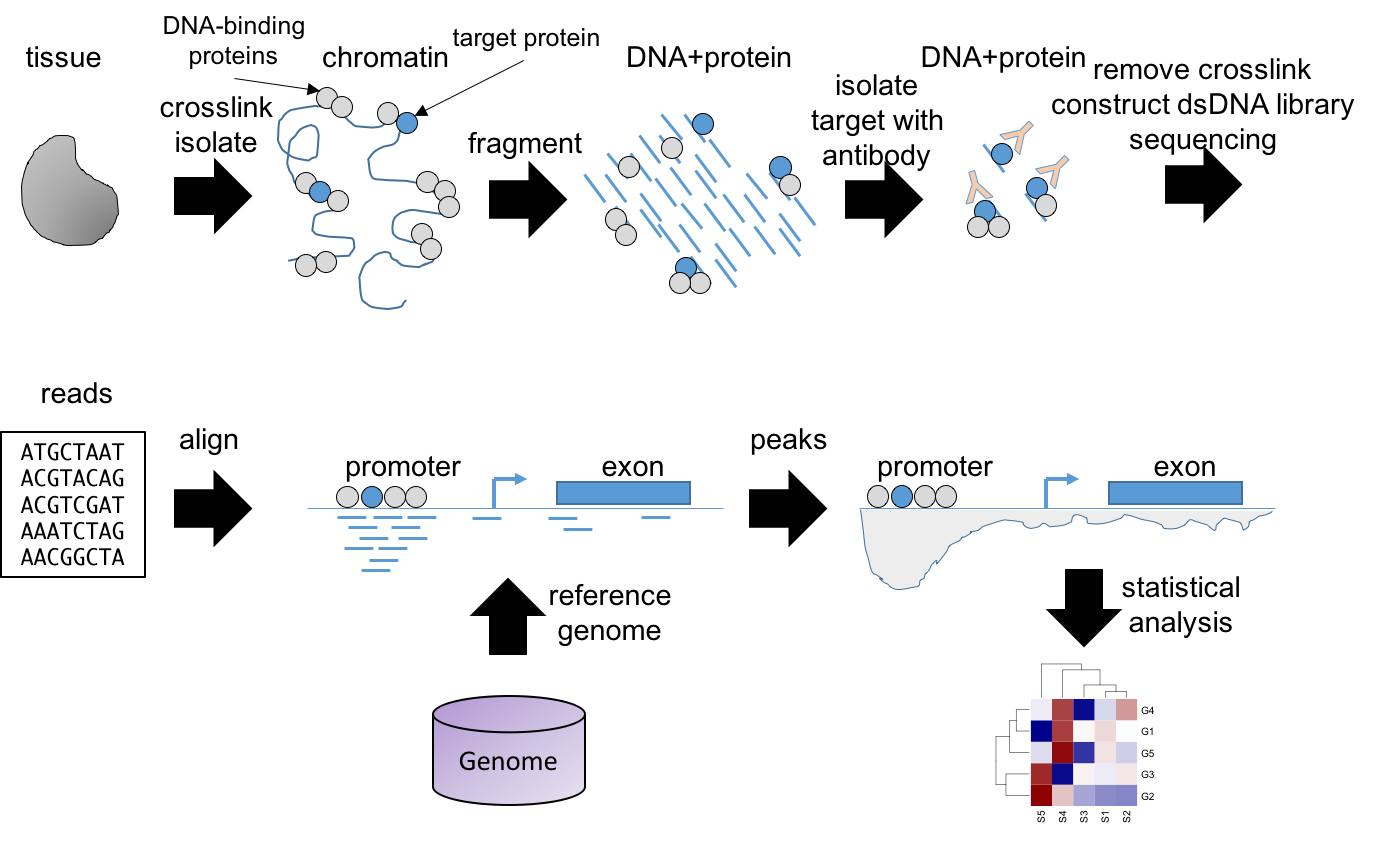 tissue
crosslink
isolate
DNA-binding
proteins
chromatin
target protein
fragment
DNA+protein
isolate
target with
antibody
DNA+protein
remove crosslink
construct dsDNA library
sequencing
reads
ATGCTAAT
ACGTACAG
ACGTCGAT
AAATCTAG
AACGGCTA
align
promoter
exon
reference
genome
Genome
peaks
promoter
exon
statistical
analysis
G4
G1
G5
G3
G2
S5
S4
S3
S1
S2